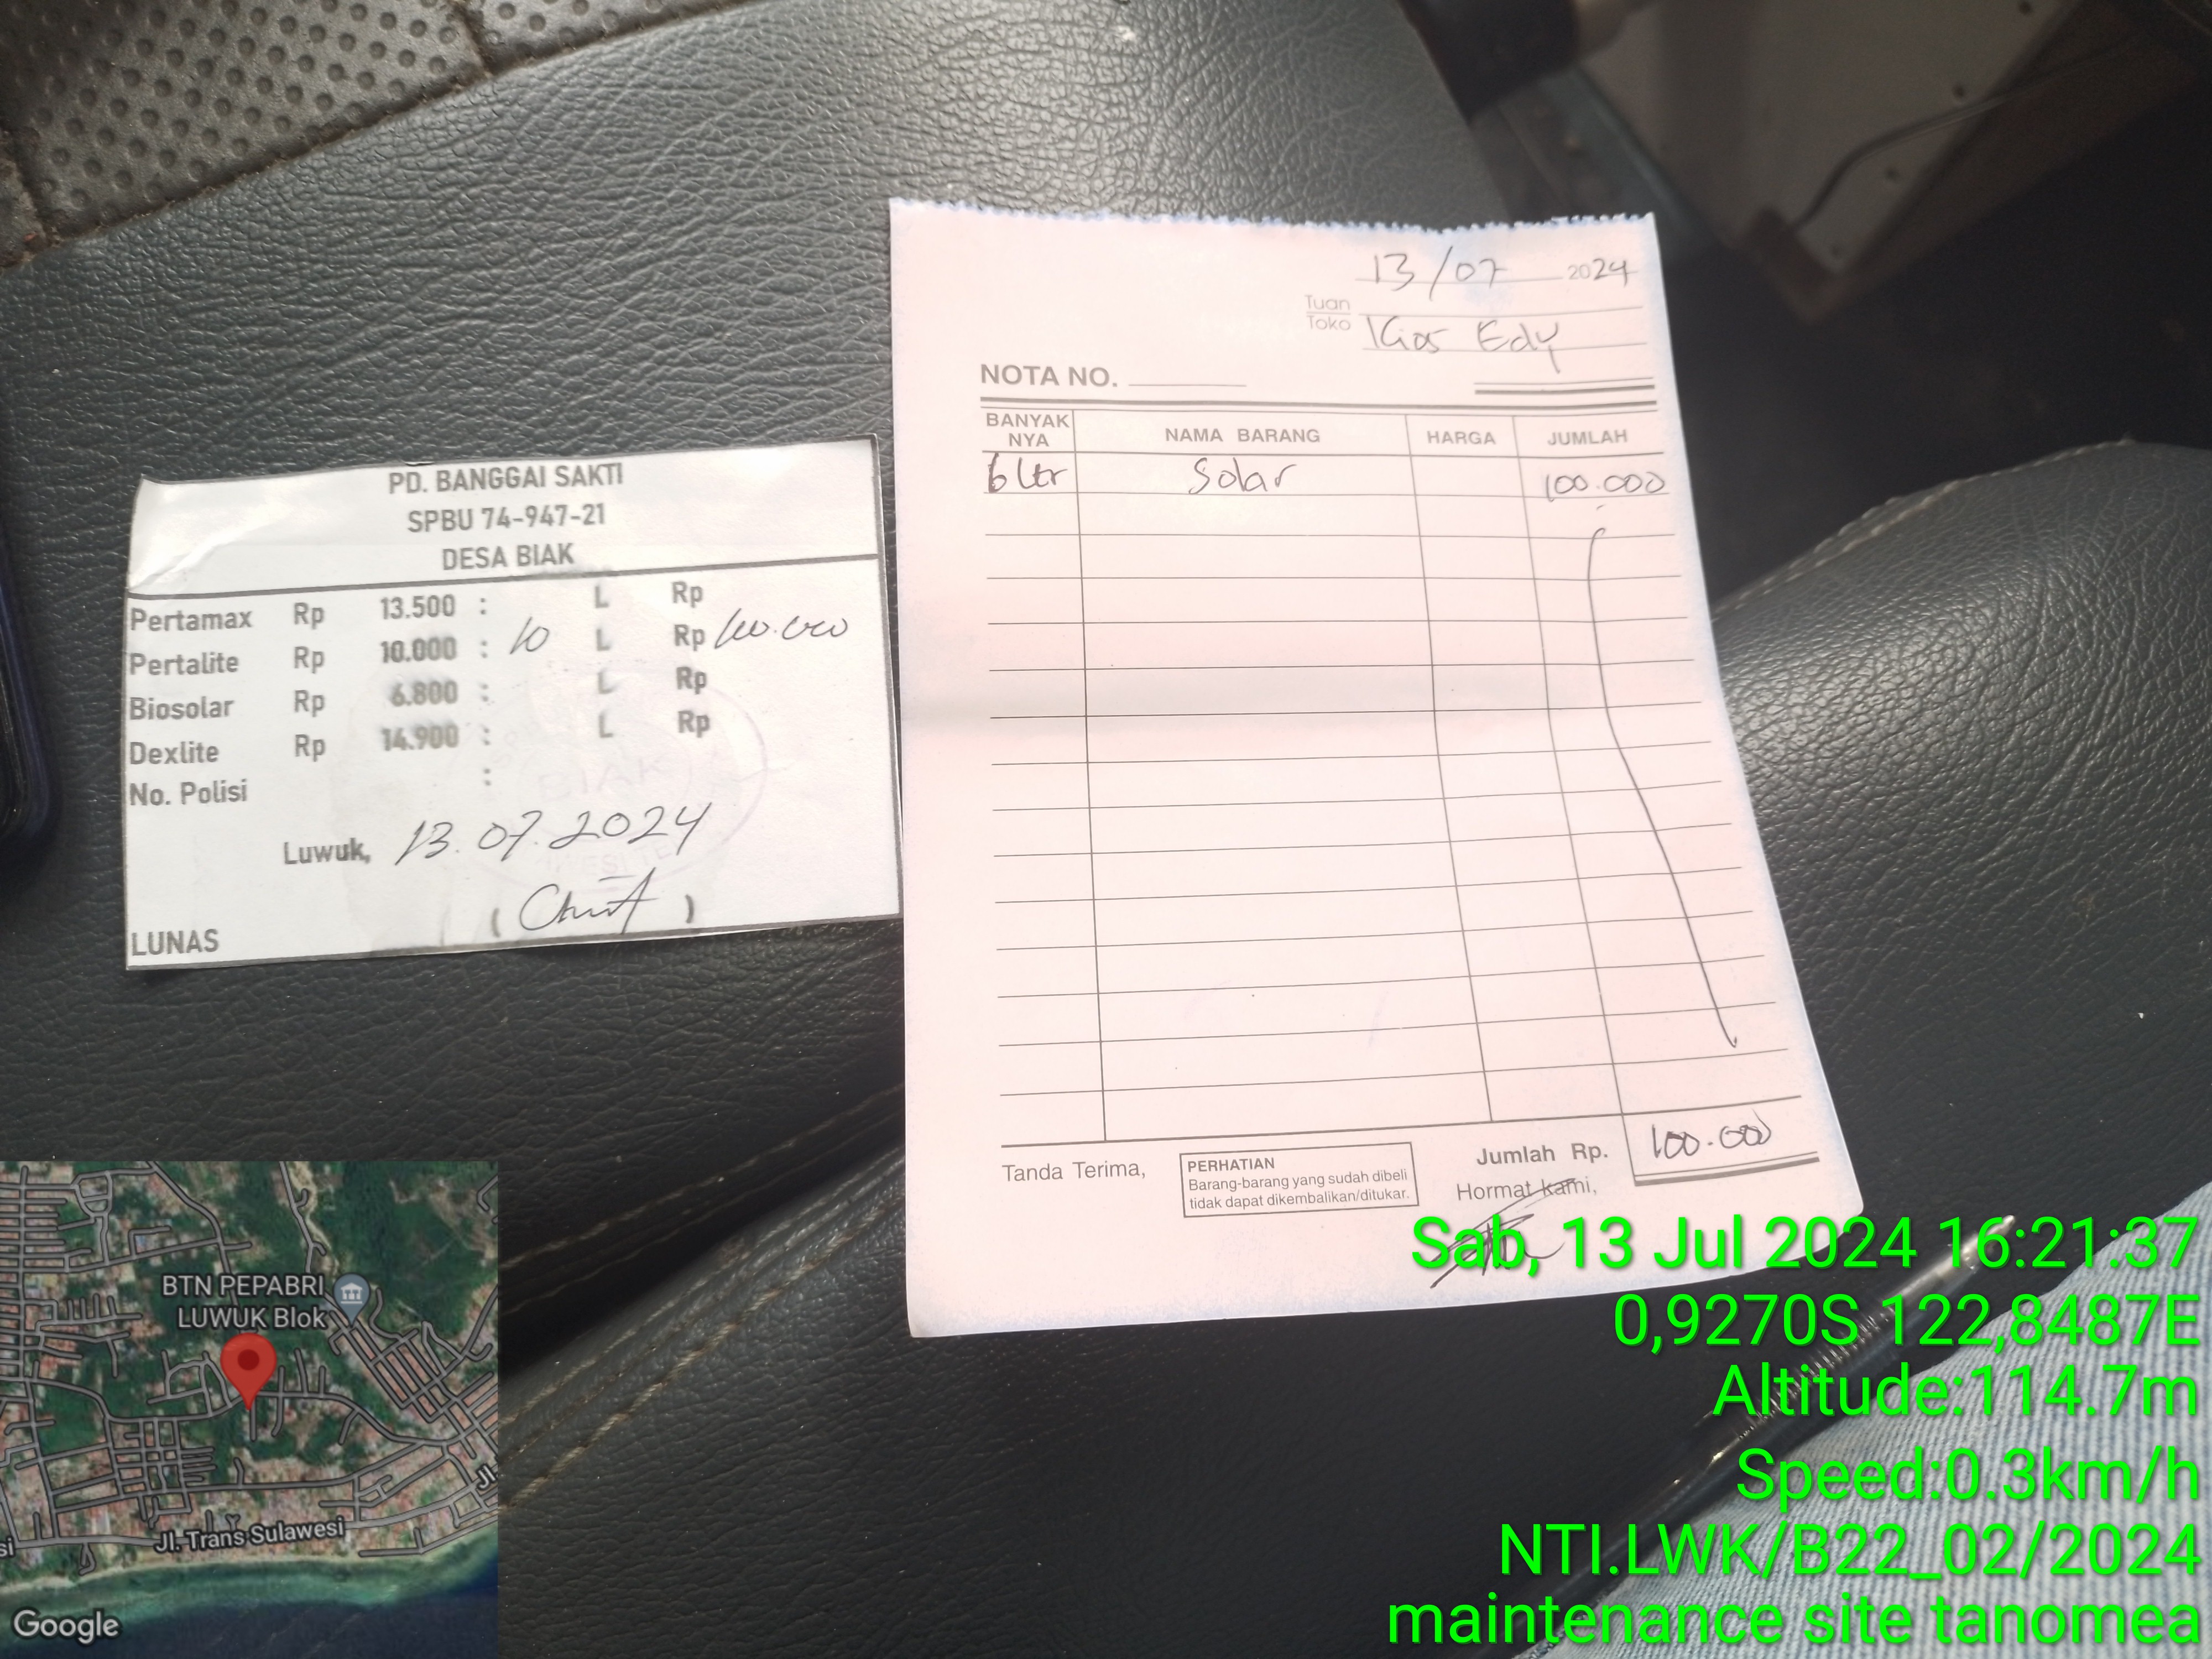 PD. BANGGAI SAKTI
SPBU 74-947-21
DESA BIAK
Pertamax Rp 13.500 : L Rp
Pertalite Rp 10.000 : 10 L Rp 100.000
Biosolar Rp 6.800 : L Rp
Dexlite Rp 14.900 : L Rp
No. Polisi :
Luwuk, 13.07.2024
( )
LUNAS
13/07 2024
Tuan
Toko Kios Edy
NOTA NO.
BANYAK NYA NAMA BARANG HARGA JUMLAH
6 Ltr Solar 100.000
Tanda Terima,
PERHATIAN
Barang-barang yang sudah dibeli
tidak dapat dikembalikan/ditukar.
Jumlah Rp. 100.000
Hormat kami,
BTN PEPABRI
LUWUK Blok
Jl. Trans Sulawesi
Jl.
si
Google
Sab, 13 Jul 2024 16:21:37
0,9270S 122,8487E
Altitude:114.7m
Speed:0.3km/h
NTI.LWK/B22_02/2024
maintenance site tanomea